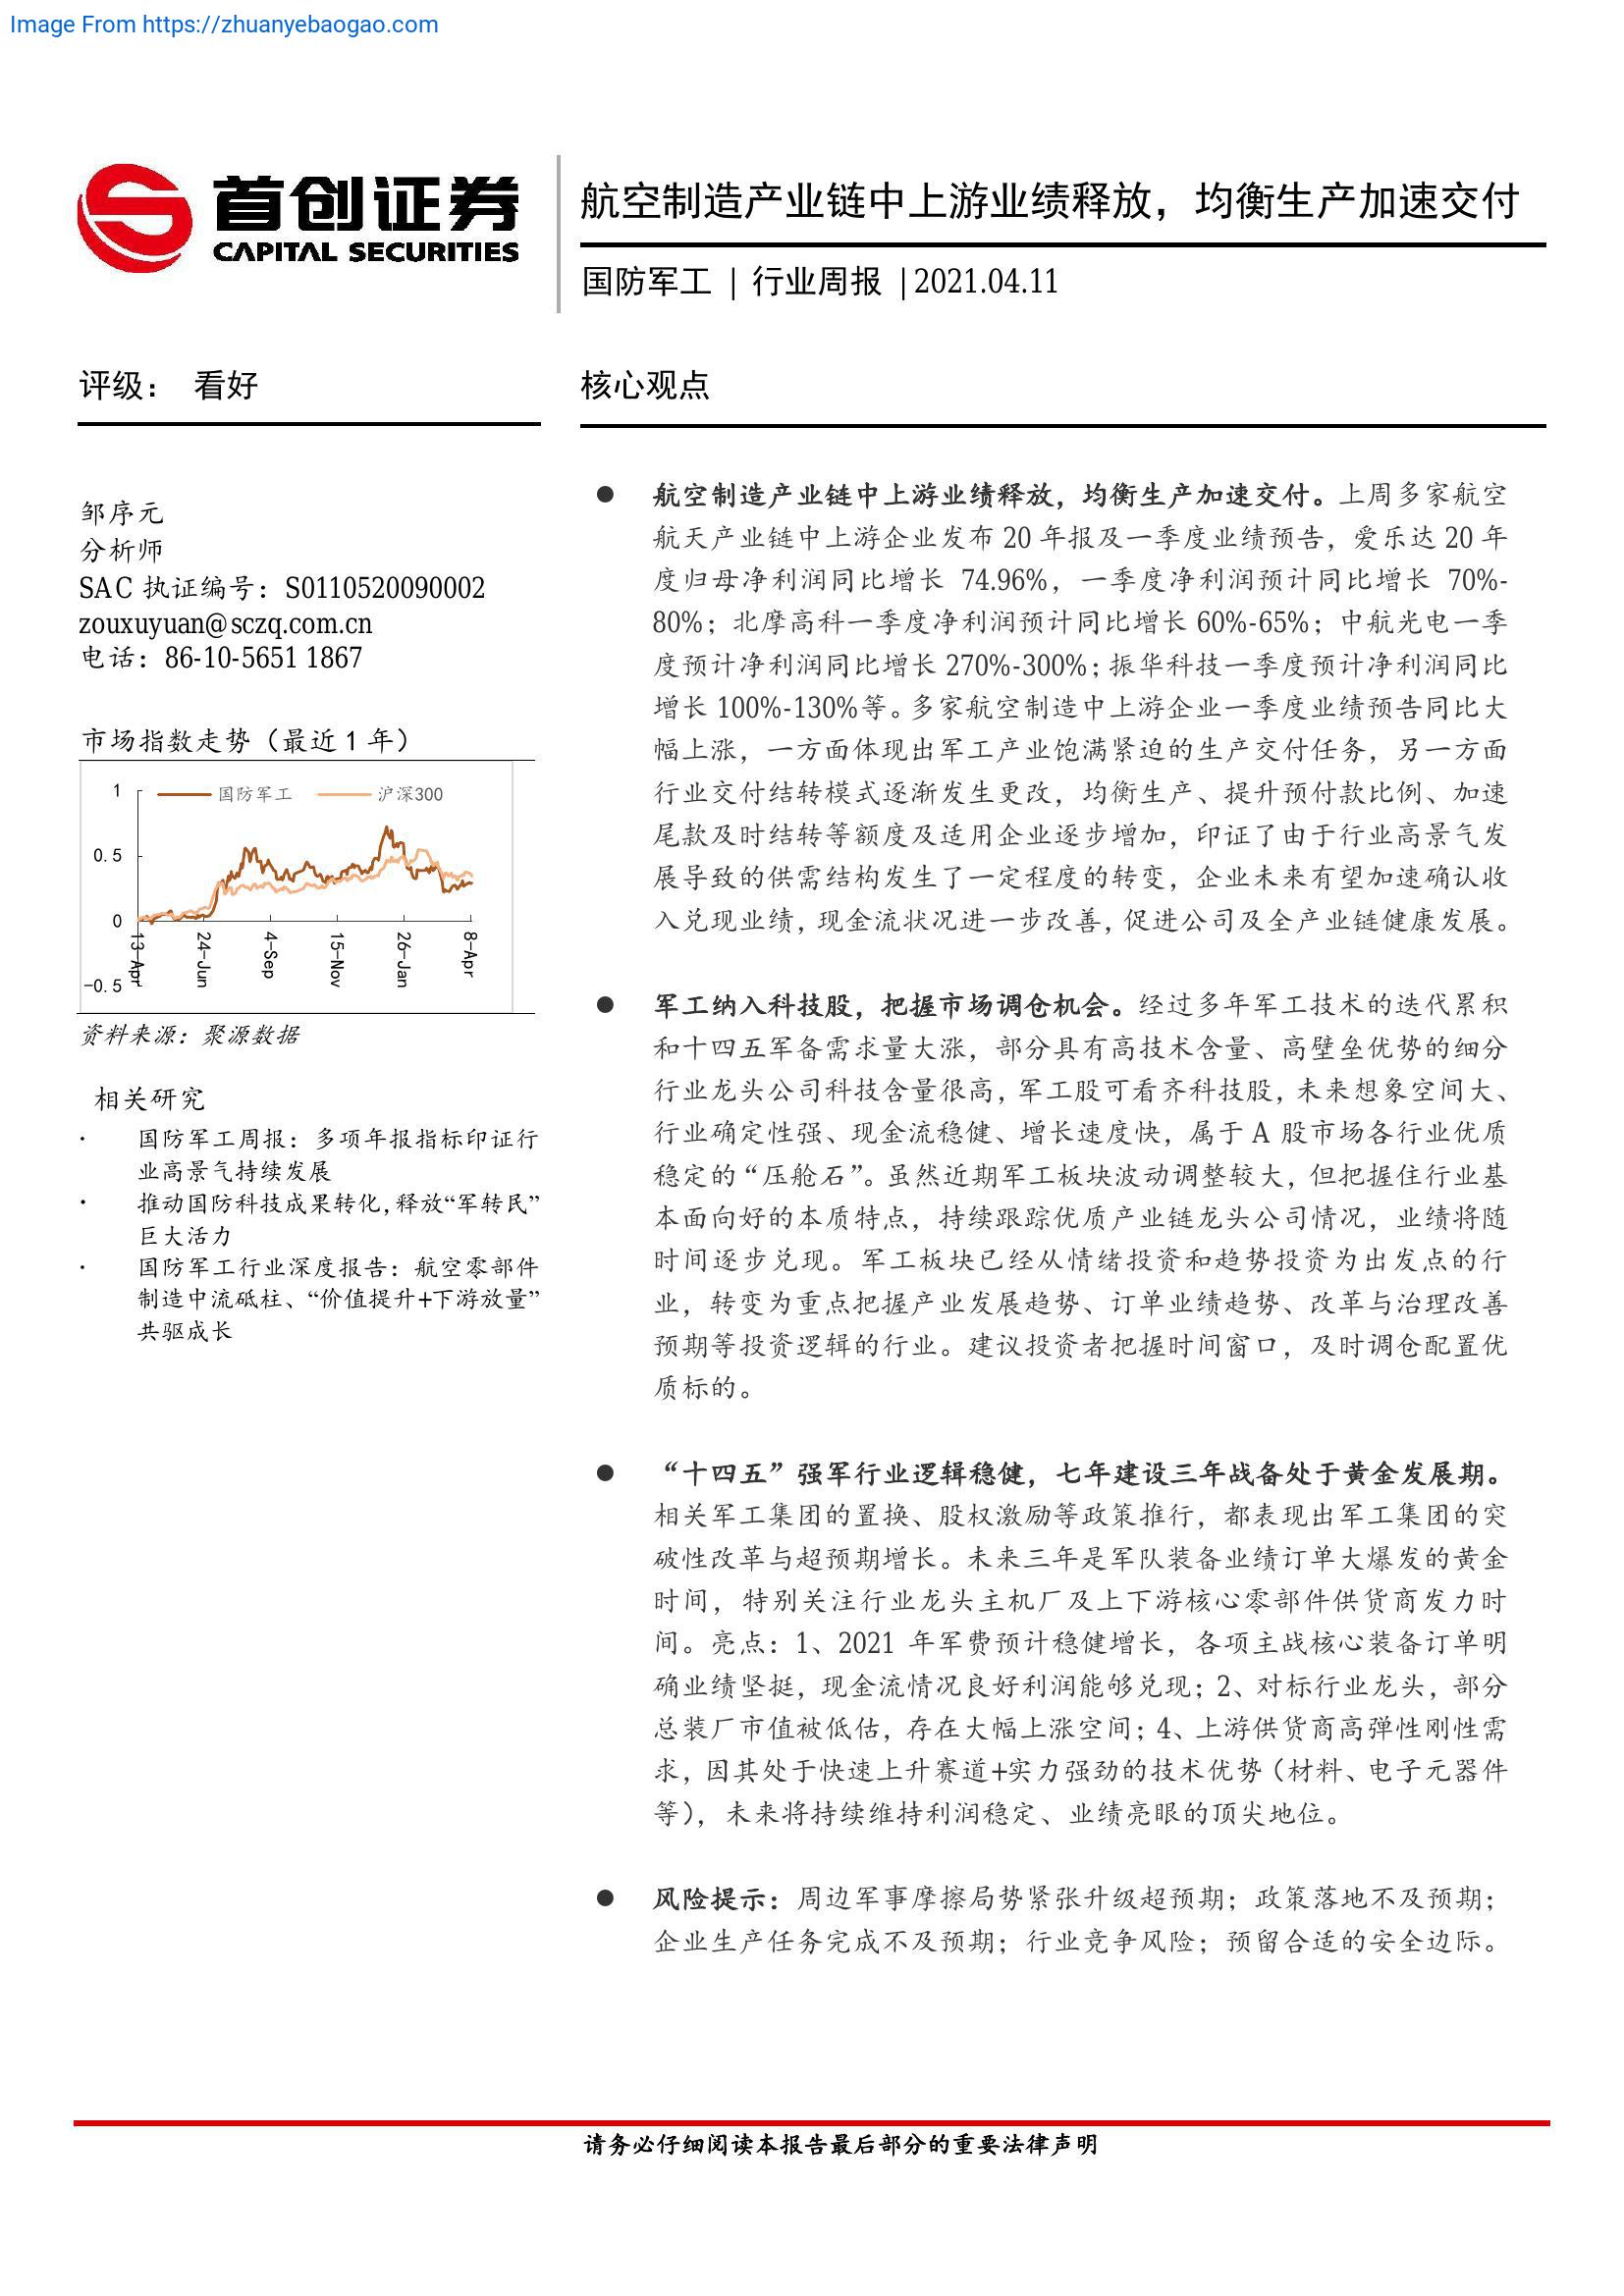 Image From https://zhuanyebaogao.com
首创证券
CAPITAL SECURITIES
航空制造产业链中上游业绩释放，均衡生产加速交付
国防军工 | 行业周报 |2021.04.11
评级： 看好
邹序元
分析师
SAC 执证编号：S0110520090002
zouxuyuan@sczq.com.cn
电话：86-10-5651 1867
市场指数走势（最近 1 年）
国防军工 沪深300
1
0.5
0
-0.5
13-Apr
24-Jun
4-Sep
15-Nov
26-Jan
8-Apr
资料来源：聚源数据
相关研究
· 国防军工周报：多项年报指标印证行
业高景气持续发展
· 推动国防科技成果转化，释放“军转民”
巨大活力
· 国防军工行业深度报告：航空零部件
制造中流砥柱、“价值提升+下游放量”
共驱成长
核心观点
● 航空制造产业链中上游业绩释放，均衡生产加速交付。上周多家航空
航天产业链中上游企业发布 20 年报及一季度业绩预告，爱乐达 20 年
度归母净利润同比增长 74.96%，一季度净利润预计同比增长 70%-
80%；北摩高科一季度净利润预计同比增长 60%-65%；中航光电一季
度预计净利润同比增长 270%-300%；振华科技一季度预计净利润同比
增长 100%-130%等。多家航空制造中上游企业一季度业绩预告同比大
幅上涨，一方面体现出军工产业饱满紧迫的生产交付任务，另一方面
行业交付结转模式逐渐发生更改，均衡生产、提升预付款比例、加速
尾款及时结转等额度及适用企业逐步增加，印证了由于行业高景气发
展导致的供需结构发生了一定程度的转变，企业未来有望加速确认收
入兑现业绩，现金流状况进一步改善，促进公司及全产业链健康发展。
● 军工纳入科技股，把握市场调仓机会。经过多年军工技术的迭代累积
和十四五军备需求量大涨，部分具有高技术含量、高壁垒优势的细分
行业龙头公司科技含量很高，军工股可看齐科技股，未来想象空间大、
行业确定性强、现金流稳健、增长速度快，属于 A 股市场各行业优质
稳定的“压舱石”。虽然近期军工板块波动调整较大，但把握住行业基
本面向好的本质特点，持续跟踪优质产业链龙头公司情况，业绩将随
时间逐步兑现。军工板块已经从情绪投资和趋势投资为出发点的行
业，转变为重点把握产业发展趋势、订单业绩趋势、改革与治理改善
预期等投资逻辑的行业。建议投资者把握时间窗口，及时调仓配置优
质标的。
● “十四五”强军行业逻辑稳健，七年建设三年战备处于黄金发展期。
相关军工集团的置换、股权激励等政策推行，都表现出军工集团的突
破性改革与超预期增长。未来三年是军队装备业绩订单大爆发的黄金
时间，特别关注行业龙头主机厂及上下游核心零部件供货商发力时
间。亮点：1、2021 年军费预计稳健增长，各项主战核心装备订单明
确业绩坚挺，现金流情况良好利润能够兑现；2、对标行业龙头，部分
总装厂市值被低估，存在大幅上涨空间；4、上游供货商高弹性刚性需
求，因其处于快速上升赛道+实力强劲的技术优势（材料、电子元器件
等），未来将持续维持利润稳定、业绩亮眼的顶尖地位。
● 风险提示：周边军事摩擦局势紧张升级超预期；政策落地不及预期；
企业生产任务完成不及预期；行业竞争风险；预留合适的安全边际。
请务必仔细阅读本报告最后部分的重要法律声明